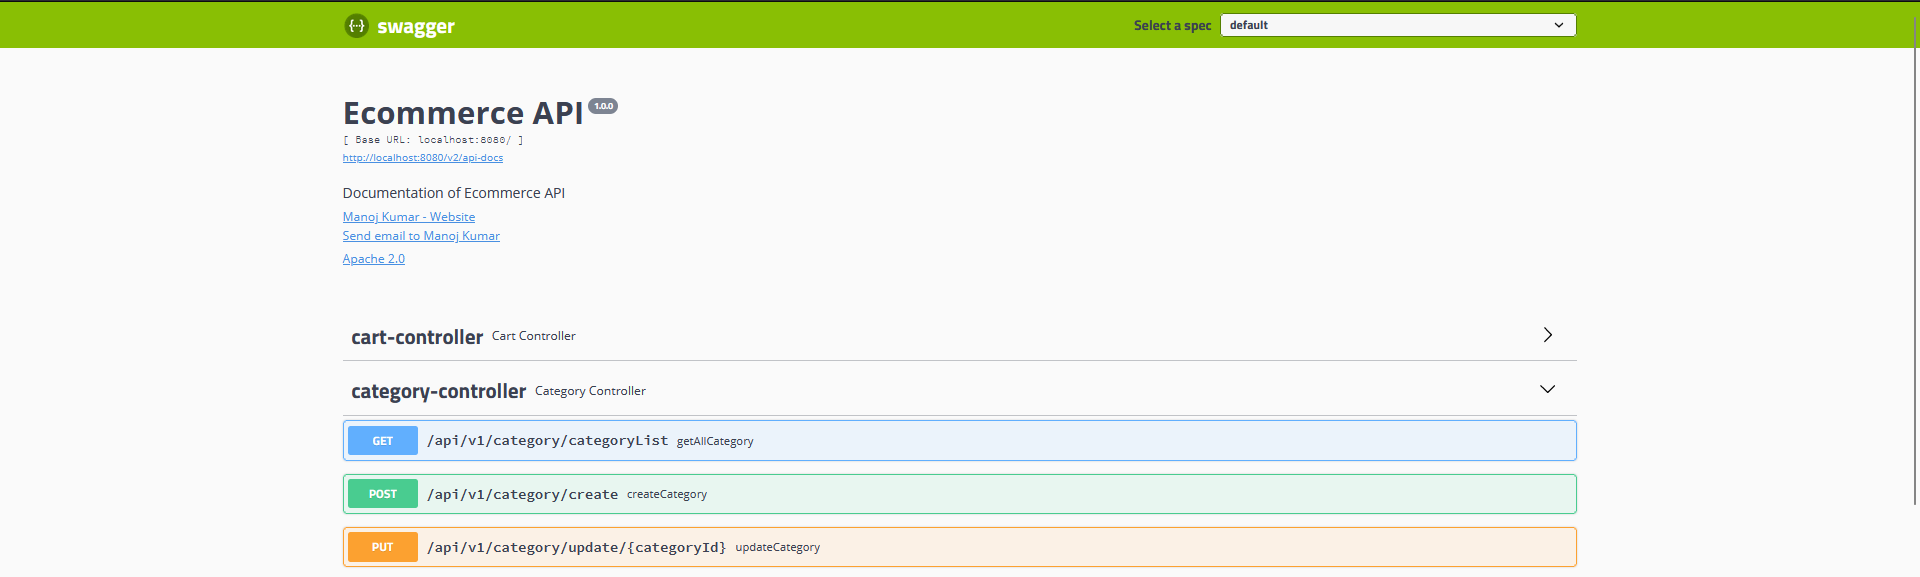 swagger
Select a spec default
Ecommerce API 1.0.0
[ Base URL: localhost:8080/ ]
http://localhost:8080/v2/api-docs
Documentation of Ecommerce API
Manoj Kumar - Website
Send email to Manoj Kumar
Apache 2.0
cart-controller Cart Controller
category-controller Category Controller
GET /api/v1/category/categoryList getAllCategory
POST /api/v1/category/create createCategory
PUT /api/v1/category/update/{categoryId} updateCategory